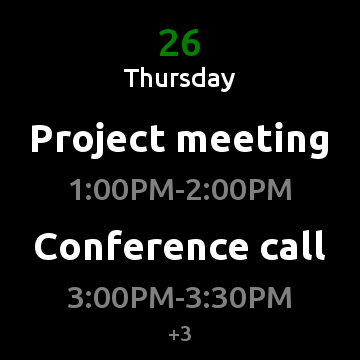 26
Thursday
Project meeting
1:00PM-2:00PM
Conference call
3:00PM-3:30PM
+3